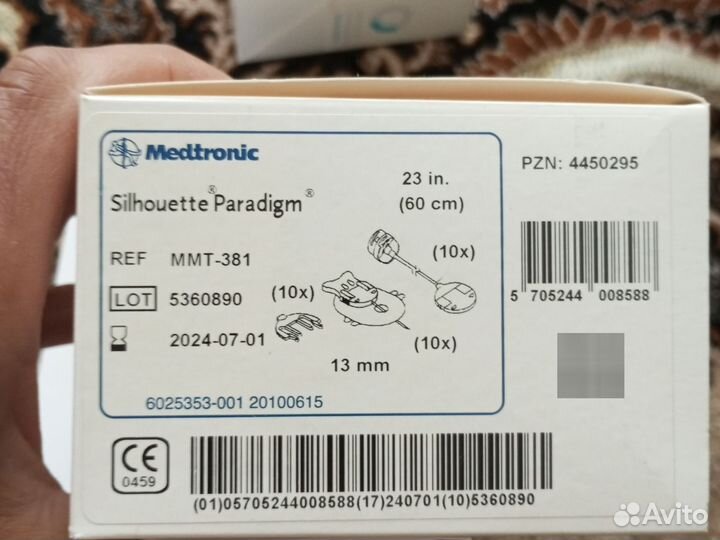 Medtronic
Silhouette® Paradigm®
23 in.
(60 cm)
PZN: 4450295
REF MMT-381
(10x)
LOT 5360890
(10x)
2024-07-01
(10x)
13 mm
5 705244 008588
6025353-001 20100615
CE
0459
(01)05705244008588(17)240701(10)5360890
Avito